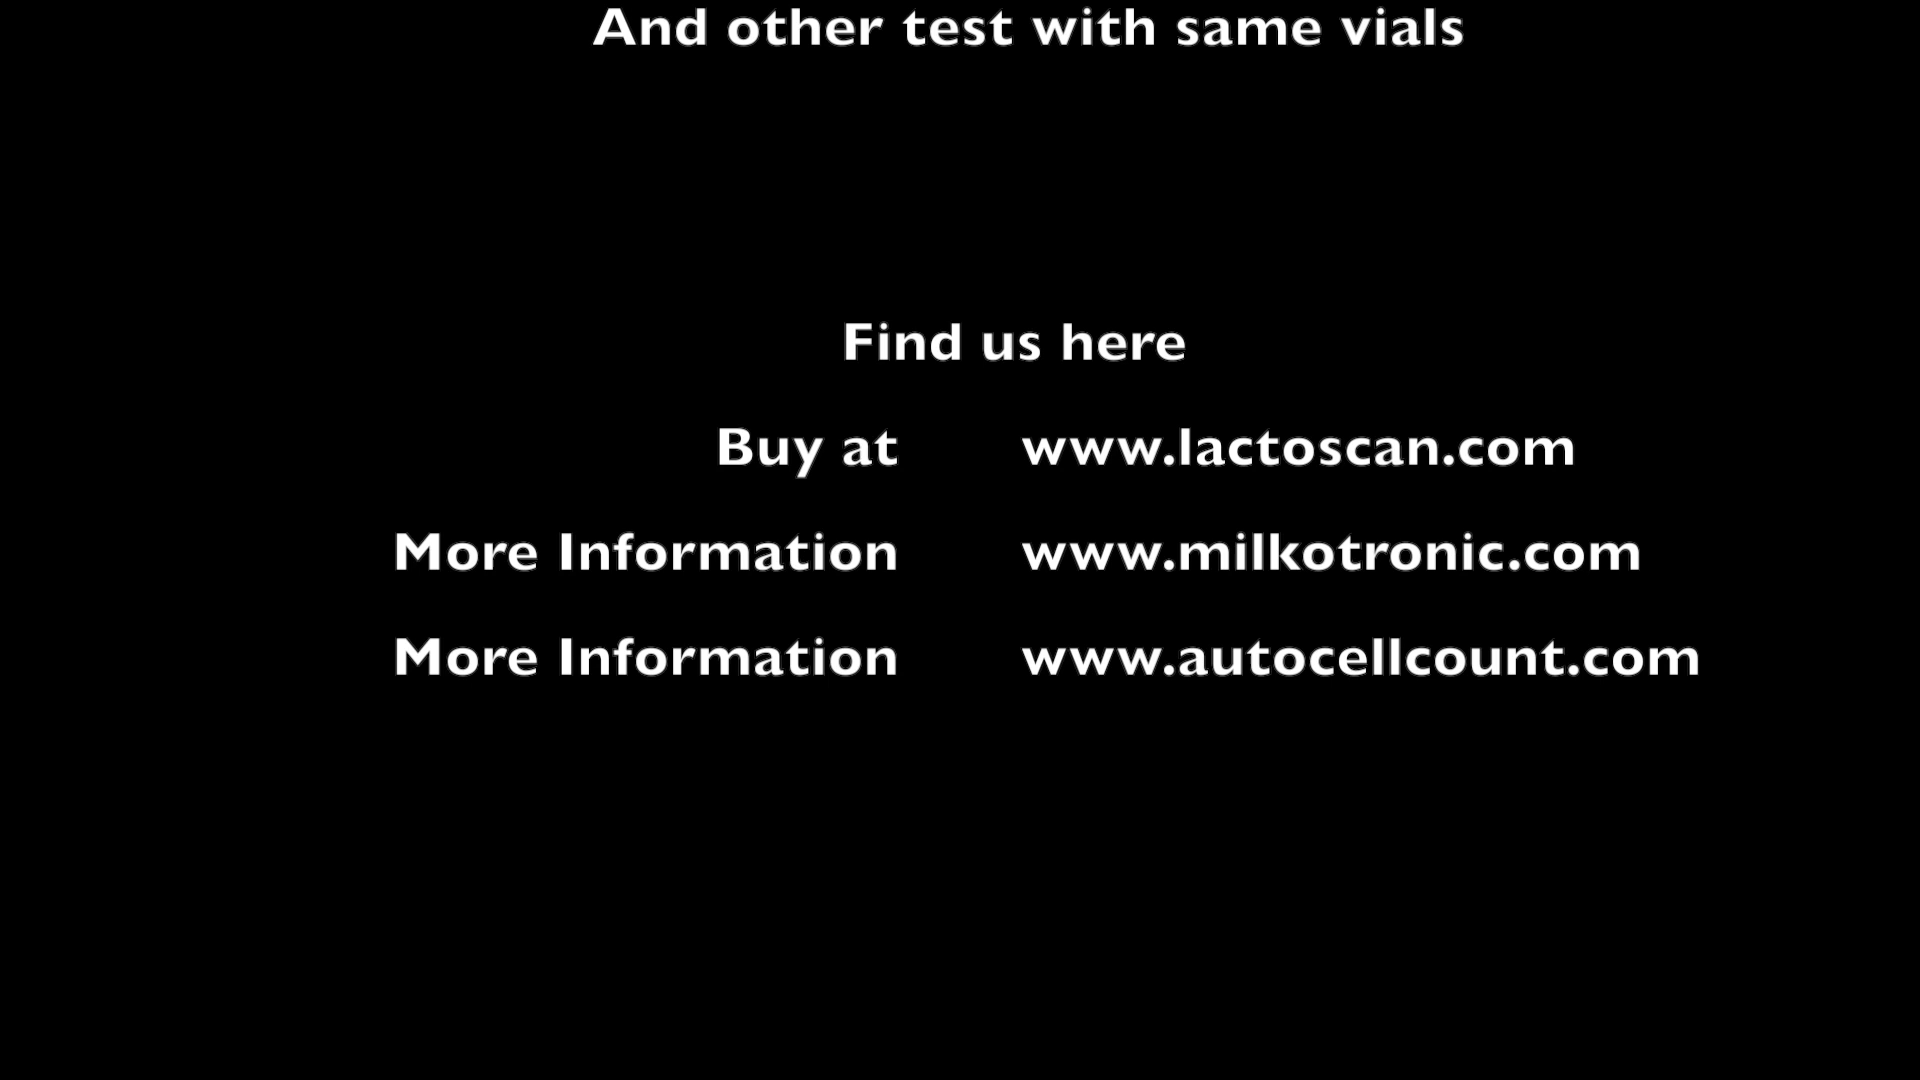 And other test with same vials
Find us here
Buy at www.lactoscan.com
More Information www.milkotronic.com
More Information www.autocellcount.com